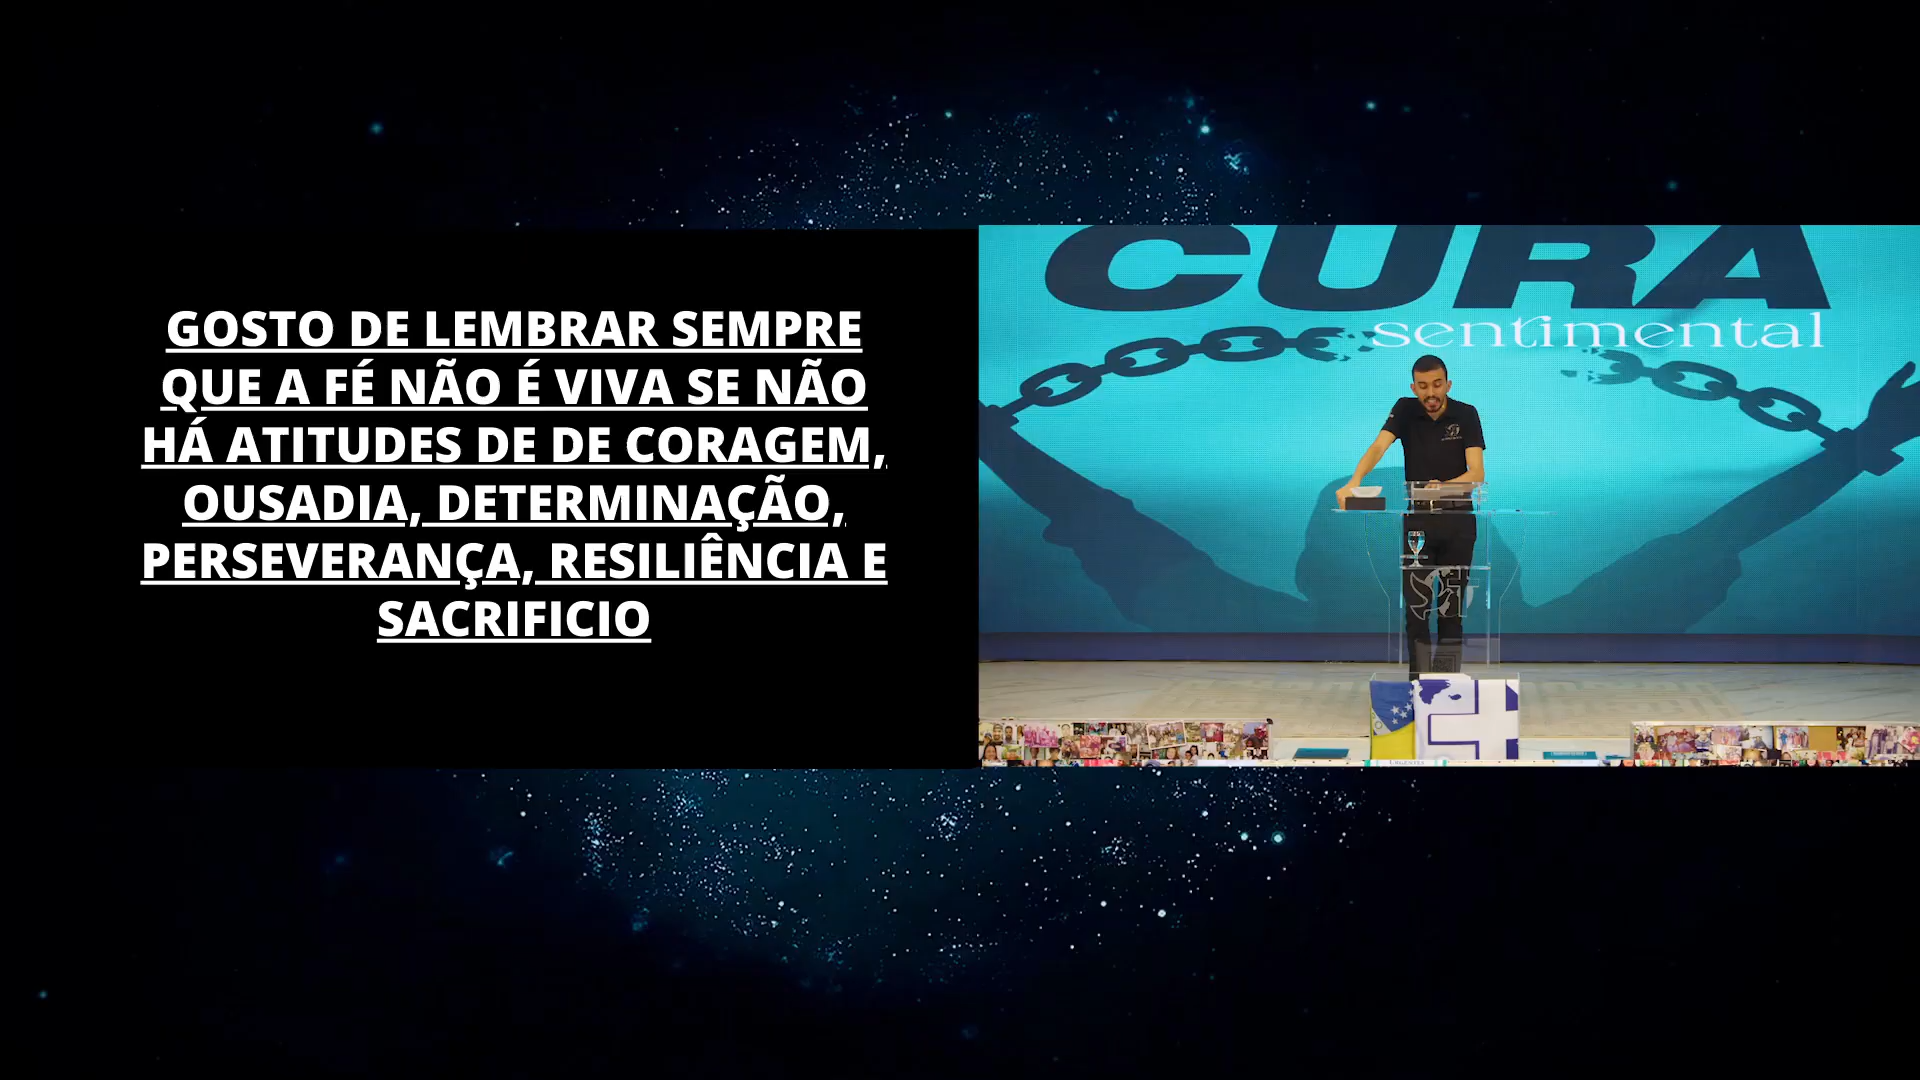 GOSTO DE LEMBRAR SEMPRE
QUE A FÉ NÃO É VIVA SE NÃO
HÁ ATITUDES DE DE CORAGEM,
OUSADIA, DETERMINAÇÃO,
PERSEVERANÇA, RESILIÊNCIA E
SACRIFICIO
CURA
sentimental